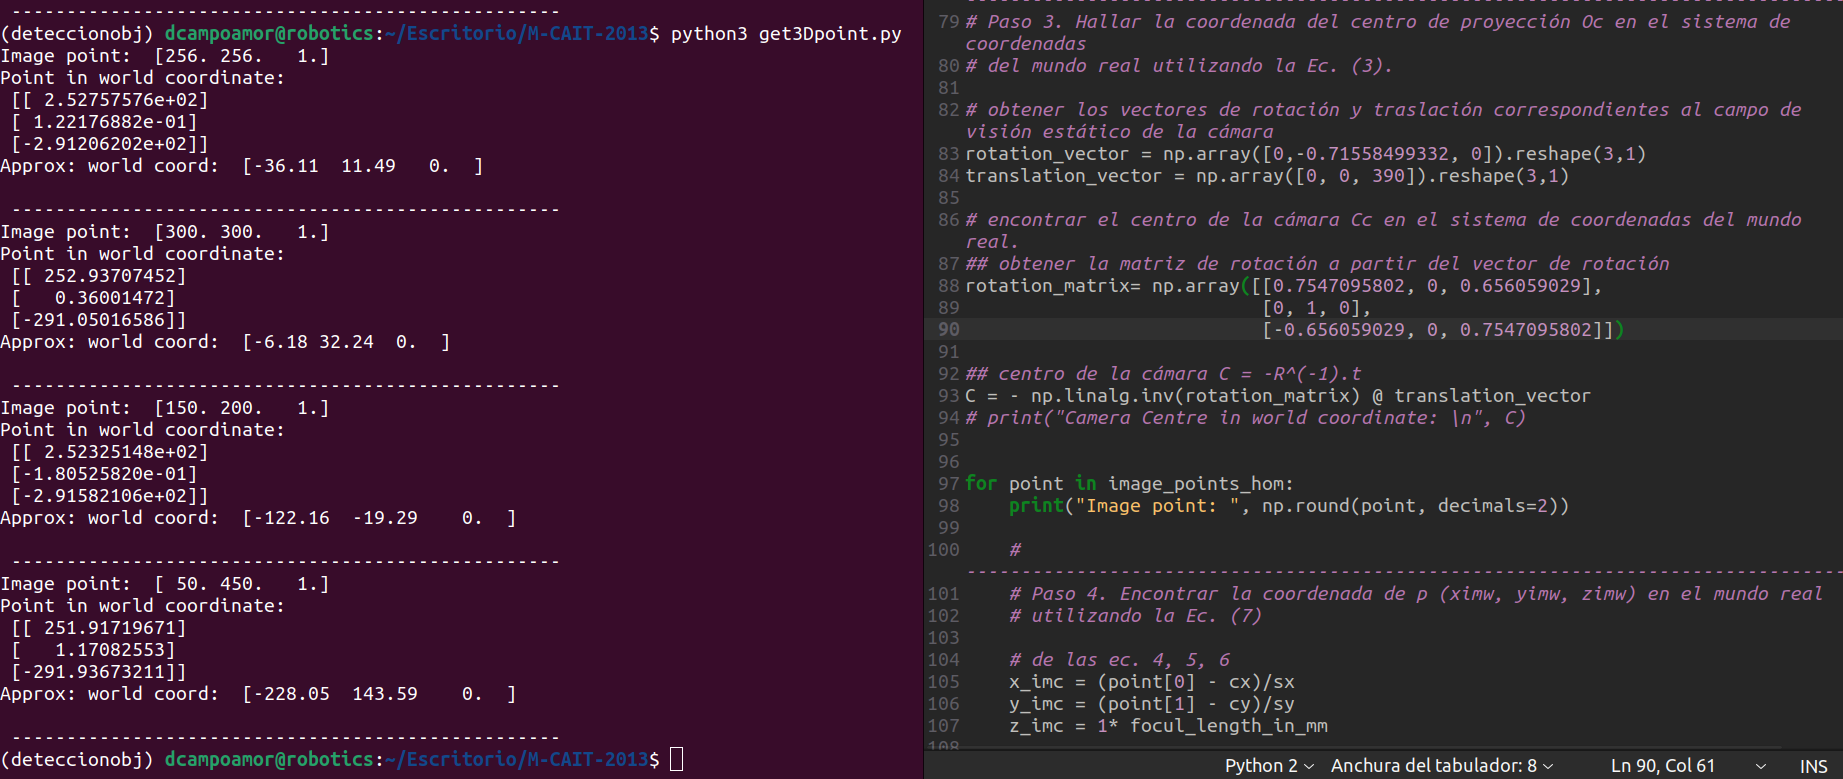 --------------------------------------------------
(deteccionobj) dcampoamor@robotics:~/Escritorio/M-CAIT-2013$ python3 get3Dpoint.py
Image point:  [256. 256.   1.]
Point in world coordinate:
 [[ 2.52757576e+02]
 [ 1.22176882e-01]
 [-2.91206202e+02]]
Approx: world coord:  [-36.11  11.49   0.  ]
--------------------------------------------------
Image point:  [300. 300.   1.]
Point in world coordinate:
 [[ 252.93707452]
 [   0.36001472]
 [-291.05016586]]
Approx: world coord:  [-6.18 32.24  0.  ]
--------------------------------------------------
Image point:  [150. 200.   1.]
Point in world coordinate:
 [[ 2.52325148e+02]
 [-1.80525820e-01]
 [-2.91582106e+02]]
Approx: world coord:  [-122.16  -19.29    0.  ]
--------------------------------------------------
Image point:  [ 50. 450.   1.]
Point in world coordinate:
 [[ 251.91719671]
 [   1.17082553]
 [-291.93673211]]
Approx: world coord:  [-228.05  143.59    0.  ]
--------------------------------------------------
(deteccionobj) dcampoamor@robotics:~/Escritorio/M-CAIT-2013$
79 # Paso 3. Hallar la coordenada del centro de proyección Oc en el sistema de
coordenadas
80 # del mundo real utilizando la Ec. (3).
81
82 # obtener los vectores de rotación y traslación correspondientes al campo de
visión estático de la cámara
83 rotation_vector = np.array([0,-0.71558499332, 0]).reshape(3,1)
84 translation_vector = np.array([0, 0, 390]).reshape(3,1)
85
86 # encontrar el centro de la cámara Cc en el sistema de coordenadas del mundo
real.
87 ## obtener la matriz de rotación a partir del vector de rotación
88 rotation_matrix= np.array([[0.7547095802, 0, 0.656059029],
89                            [0, 1, 0],
90                            [-0.656059029, 0, 0.7547095802]])
91
92 ## centro de la cámara C = -R^(-1).t
93 C = - np.linalg.inv(rotation_matrix) @ translation_vector
94 # print("Camera Centre in world coordinate: \n", C)
95
96
97 for point in image_points_hom:
98     print("Image point: ", np.round(point, decimals=2))
99
100     #
--------------------------------------------------------------------------------
101     # Paso 4. Encontrar la coordenada de p (ximw, yimw, zimw) en el mundo real
102     # utilizando la Ec. (7)
103
104     # de las ec. 4, 5, 6
105     x_imc = (point[0] - cx)/sx
106     y_imc = (point[1] - cy)/sy
107     z_imc = 1* focul_length_in_mm
108
Python 2 Anchura del tabulador: 8 Ln 90, Col 61 INS